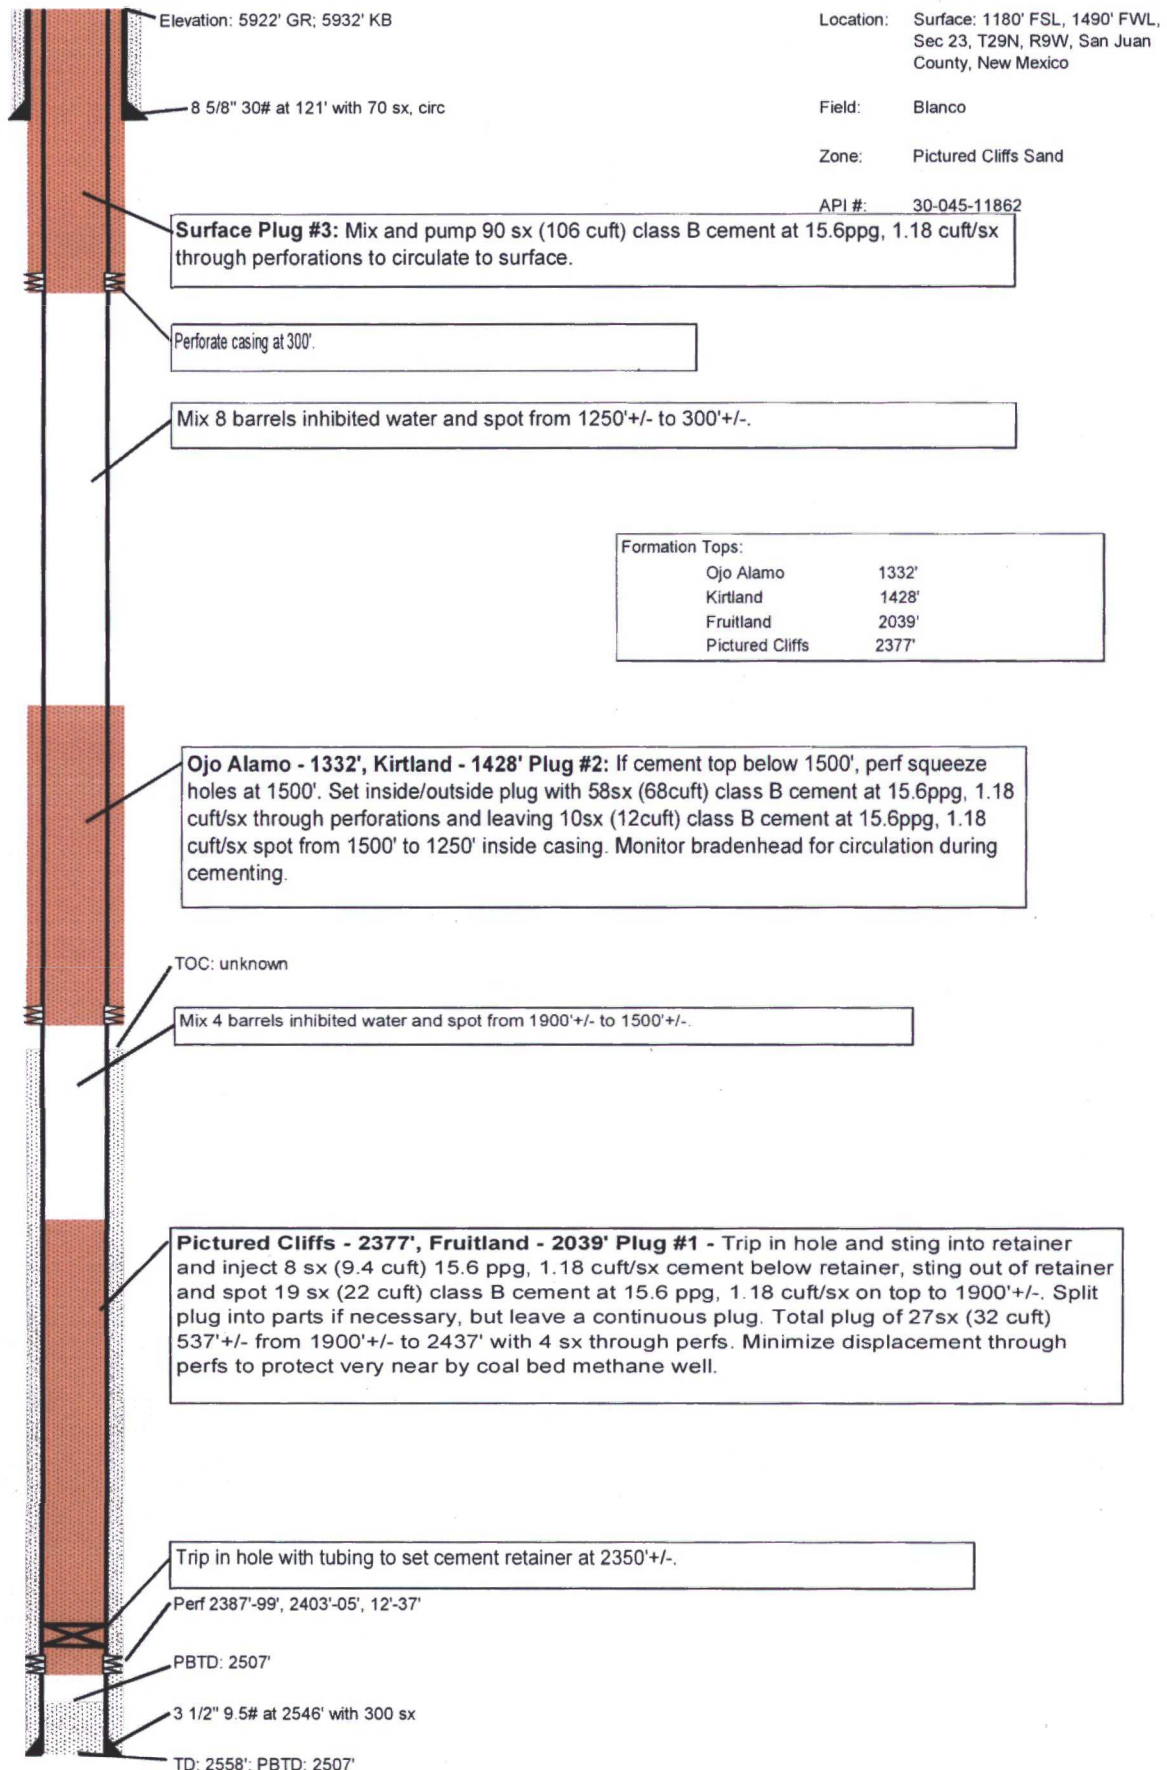 Elevation: 5922' GR; 5932' KB
Location: Surface: 1180' FSL, 1490' FWL,
Sec 23, T29N, R9W, San Juan
County, New Mexico
8 5/8" 30# at 121' with 70 sx, circ
Field: Blanco
Zone: Pictured Cliffs Sand
API #: 30-045-11862
Surface Plug #3: Mix and pump 90 sx (106 cuft) class B cement at 15.6ppg, 1.18 cuft/sx
through perforations to circulate to surface.
Perforate casing at 300'.
Mix 8 barrels inhibited water and spot from 1250'+/- to 300'+/-.
Formation Tops:
Ojo Alamo 1332'
Kirtland 1428'
Fruitland 2039'
Pictured Cliffs 2377'
Ojo Alamo - 1332', Kirtland - 1428' Plug #2: If cement top below 1500', perf squeeze
holes at 1500'. Set inside/outside plug with 58sx (68cuft) class B cement at 15.6ppg, 1.18
cuft/sx through perforations and leaving 10sx (12cuft) class B cement at 15.6ppg, 1.18
cuft/sx spot from 1500' to 1250' inside casing. Monitor bradenhead for circulation during
cementing.
TOC: unknown
Mix 4 barrels inhibited water and spot from 1900'+/- to 1500'+/-.
Pictured Cliffs - 2377', Fruitland - 2039' Plug #1 - Trip in hole and sting into retainer
and inject 8 sx (9.4 cuft) 15.6 ppg, 1.18 cuft/sx cement below retainer, sting out of retainer
and spot 19 sx (22 cuft) class B cement at 15.6 ppg, 1.18 cuft/sx on top to 1900'+/-. Split
plug into parts if necessary, but leave a continuous plug. Total plug of 27sx (32 cuft)
537'+/- from 1900'+/- to 2437' with 4 sx through perfs. Minimize displacement through
perfs to protect very near by coal bed methane well.
Trip in hole with tubing to set cement retainer at 2350'+/-.
Perf 2387'-99', 2403'-05', 12'-37'
PBTD: 2507'
3 1/2" 9.5# at 2546' with 300 sx
TD: 2558'; PBTD: 2507'